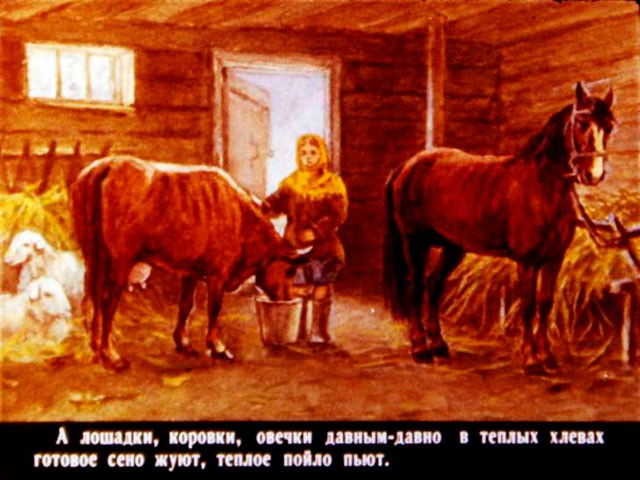 А лошадки, коровки, овечки давным-давно в теплых хлевах
готовое сено жуют, теплое пойло пьют.